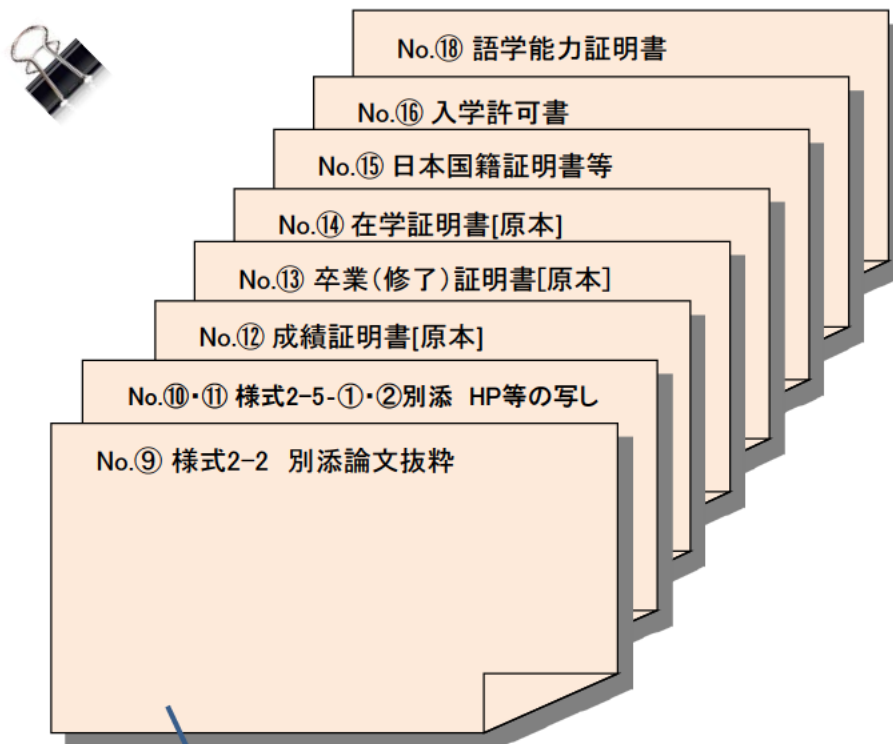 No.⑱ 語学能力証明書
No.⑯ 入学許可書
No.⑮ 日本国籍証明書等
No.⑭ 在学証明書[原本]
No.⑬ 卒業(修了)証明書[原本]
No.⑫ 成績証明書[原本]
No.⑩・⑪ 様式2-5-①・②別添 HP等の写し
No.⑨ 様式2-2 別添論文抜粋